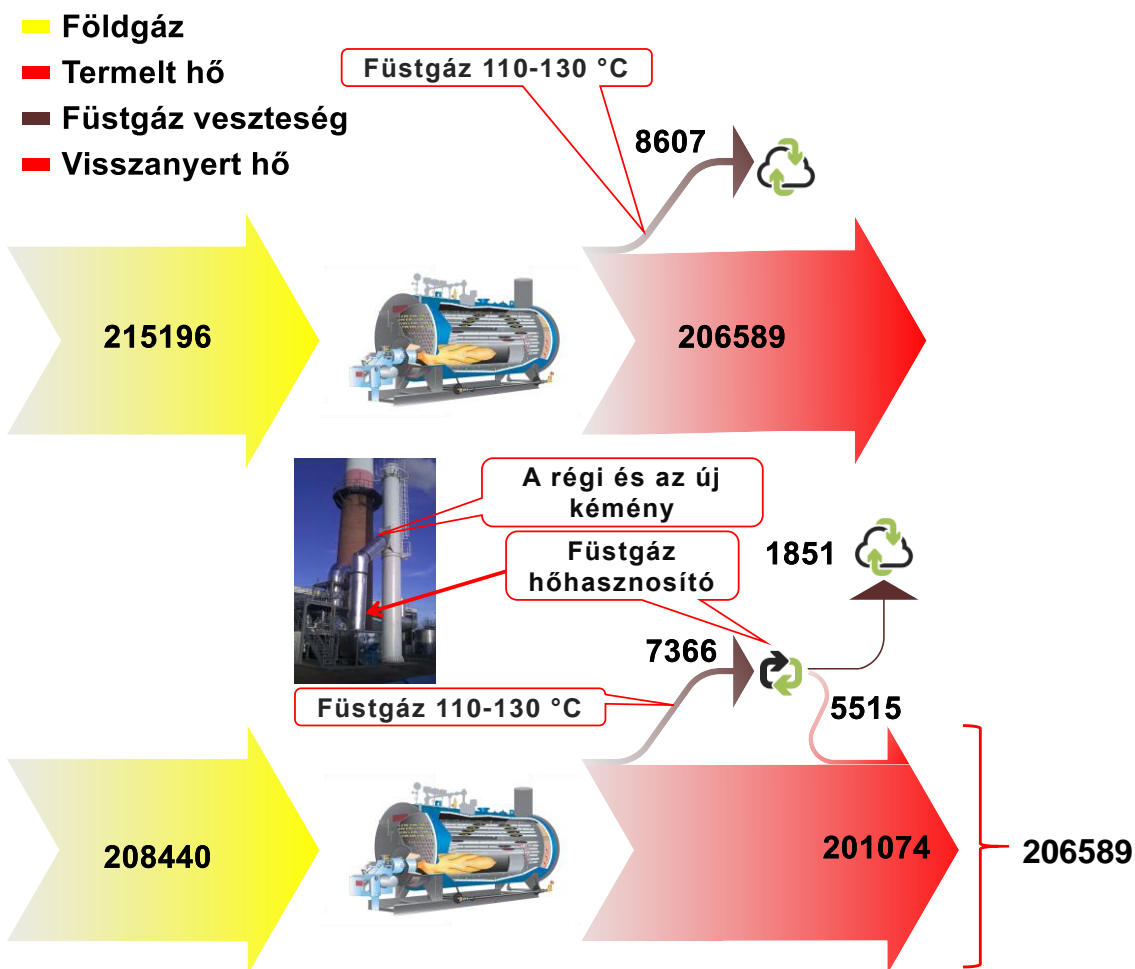 Földgáz
Termelt hő
Füstgáz veszteség
Visszanyert hő
Füstgáz 110-130 °C
8607
215196
206589
A régi és az új
kémény
Füstgáz
hőhasznosító
1851
7366
Füstgáz 110-130 °C
5515
208440
201074
206589